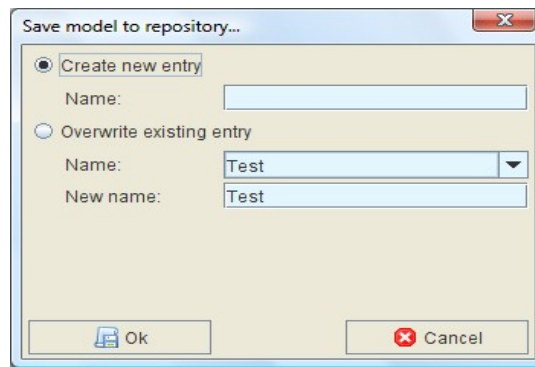 Save model to repository...
Create new entry
Name:
Overwrite existing entry
Name: Test
New name: Test
Ok Cancel